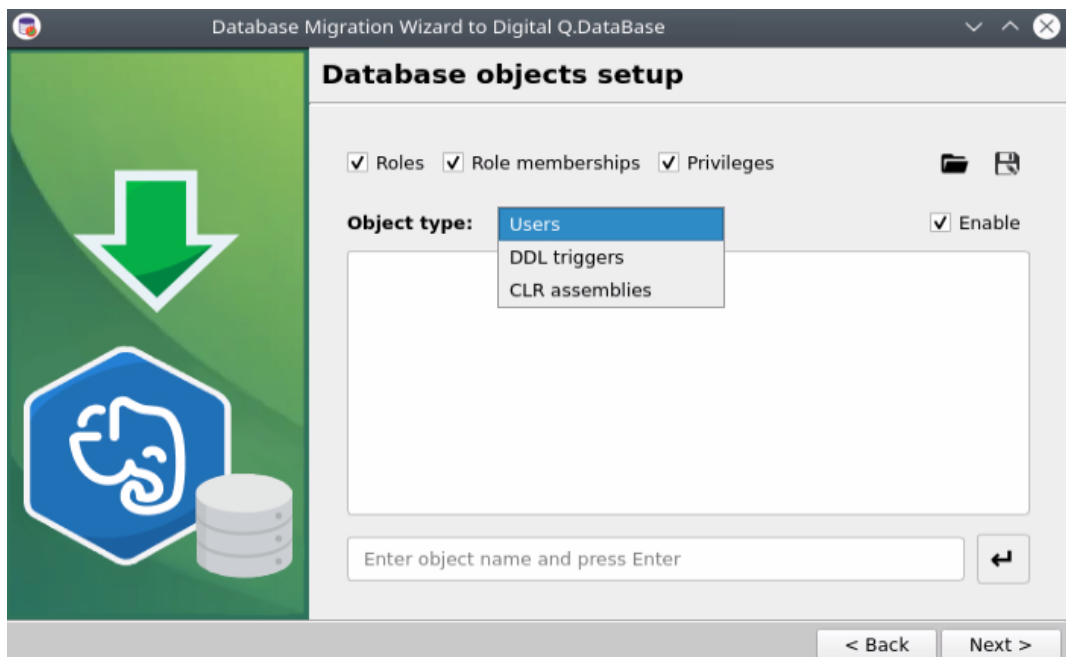 Database Migration Wizard to Digital Q.DataBase
Database objects setup
Roles Role memberships Privileges
Object type: Users Enable
DDL triggers
CLR assemblies
Enter object name and press Enter
< Back Next >